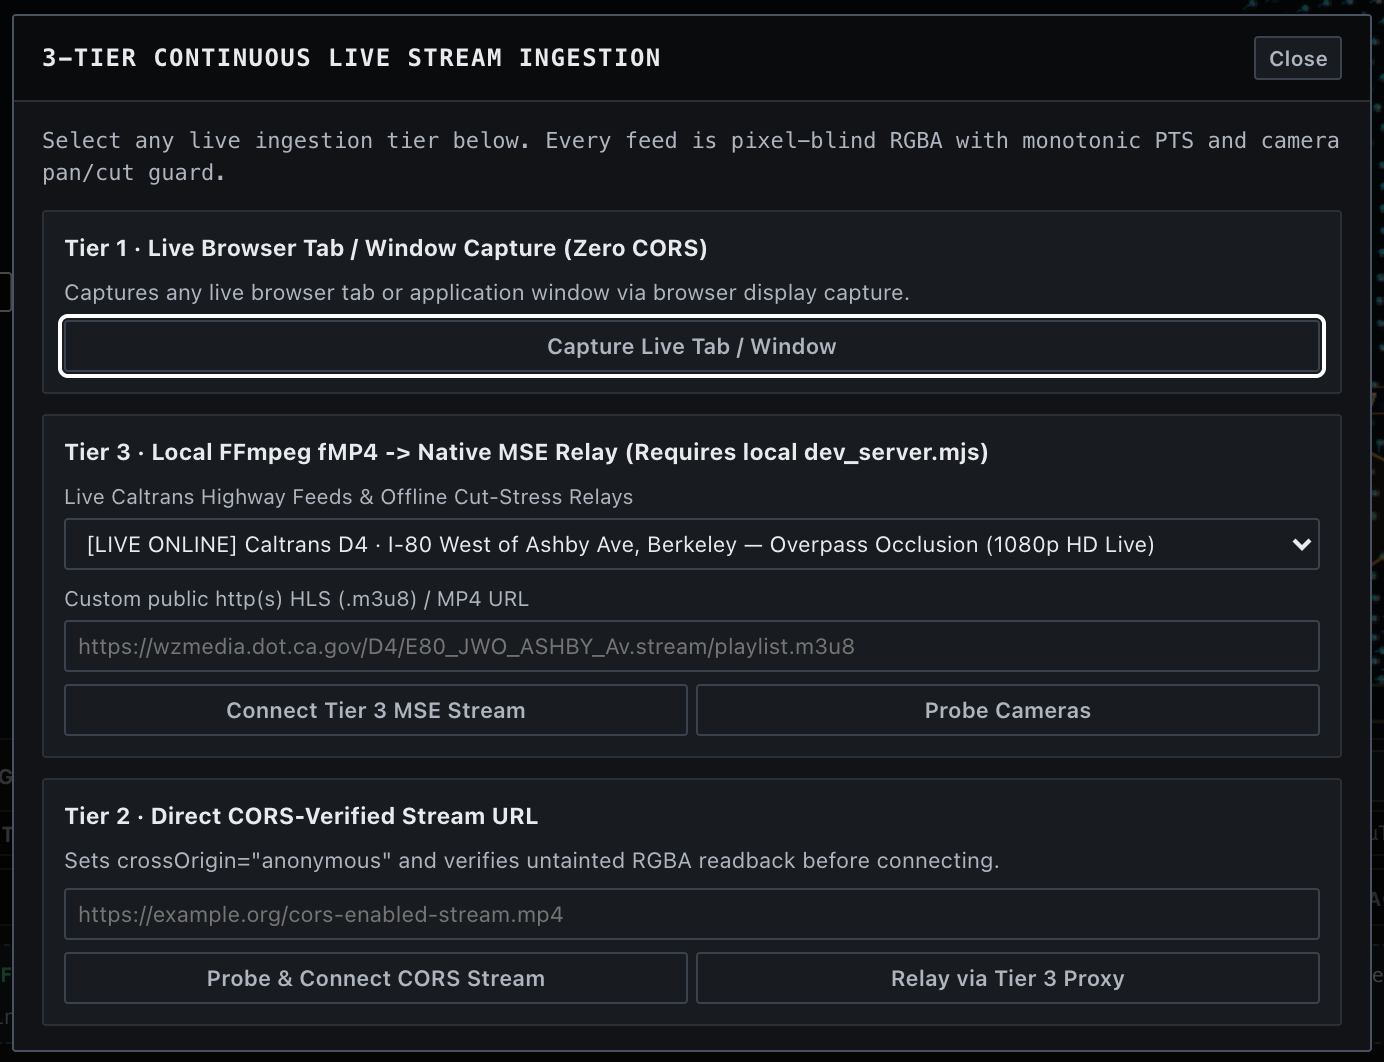 3-TIER CONTINUOUS LIVE STREAM INGESTION
Close
Select any live ingestion tier below. Every feed is pixel-blind RGBA with monotonic PTS and camera
pan/cut guard.
Tier 1 · Live Browser Tab / Window Capture (Zero CORS)
Captures any live browser tab or application window via browser display capture.
Capture Live Tab / Window
Tier 3 · Local FFmpeg fMP4 -> Native MSE Relay (Requires local dev_server.mjs)
Live Caltrans Highway Feeds & Offline Cut-Stress Relays
[LIVE ONLINE] Caltrans D4 · I-80 West of Ashby Ave, Berkeley — Overpass Occlusion (1080p HD Live)
Custom public http(s) HLS (.m3u8) / MP4 URL
https://wzmedia.dot.ca.gov/D4/E80_JWO_ASHBY_Av.stream/playlist.m3u8
Connect Tier 3 MSE Stream
Probe Cameras
Tier 2 · Direct CORS-Verified Stream URL
Sets crossOrigin="anonymous" and verifies untainted RGBA readback before connecting.
https://example.org/cors-enabled-stream.mp4
Probe & Connect CORS Stream
Relay via Tier 3 Proxy